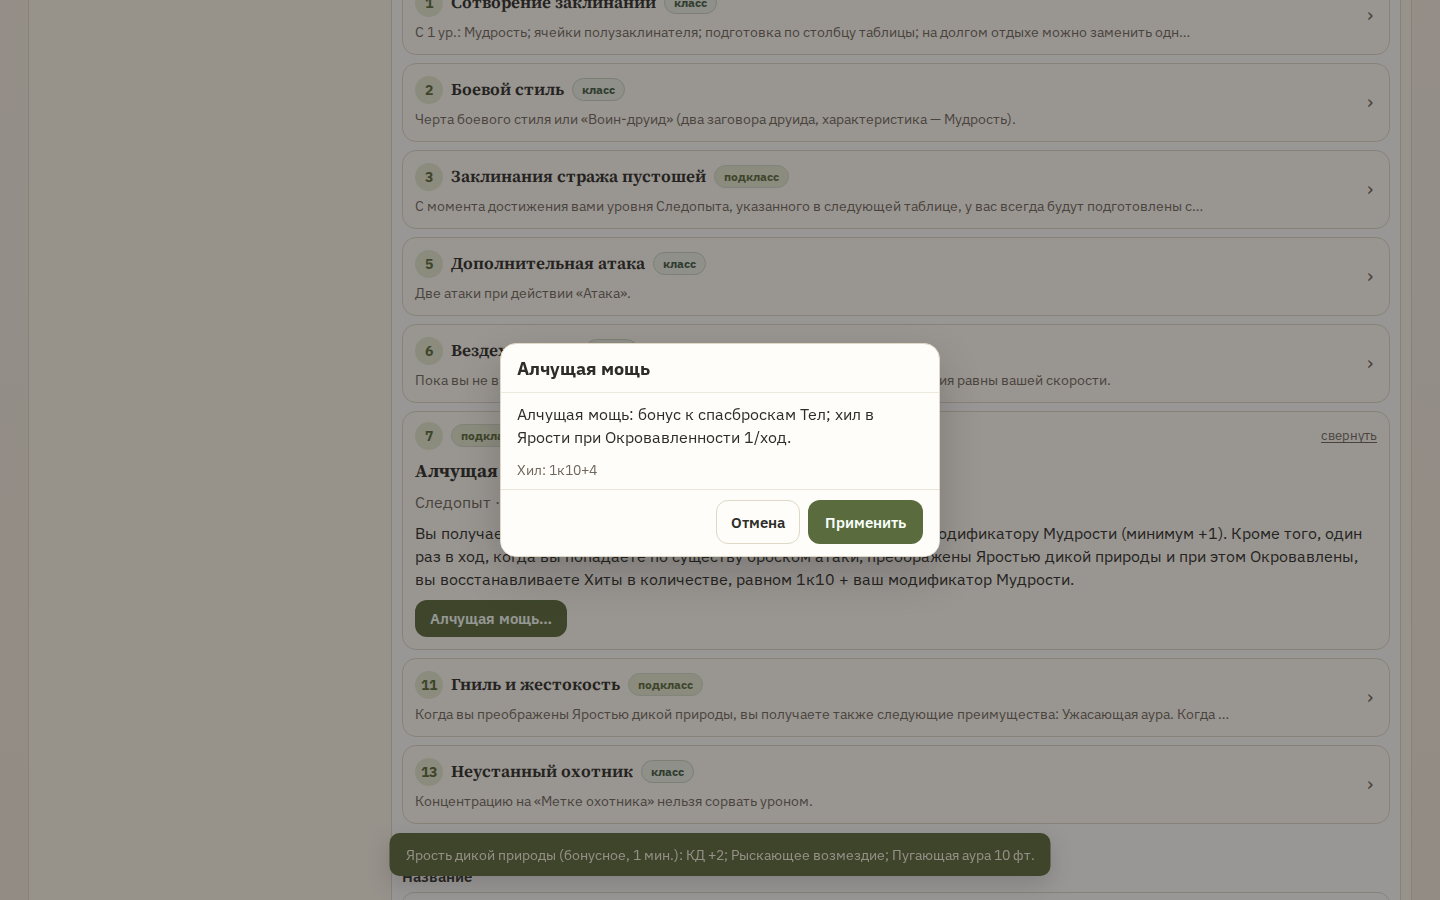 1 Сотворение заклинаний класс
С 1 ур.: Мудрость; ячейки полузаклинателя; подготовка по столбцу таблицы; на долгом отдыхе можно заменить одн...
2 Боевой стиль класс
Черта боевого стиля или «Воин-друид» (два заговора друида, характеристика — Мудрость).
3 Заклинания стража пустошей подкласс
С момента достижения вами уровня Следопыта, указанного в следующей таблице, у вас всегда будут подготовлены с...
5 Дополнительная атака класс
Две атаки при действии «Атака».
6
Пока вы не в ия равны вашей скорости.
Алчущая мощь
Алчущая мощь: бонус к спасброскам Тел; хил в
Ярости при Окровавленности 1/ход.
Хил: 1к10+4
Отмена Применить
7 свернуть
Алчущая
Следопыт ·
Вы получае одификатору Мудрости (минимум +1). Кроме того, один
раз в ход, когда вы попадаете по существу броском атаки, преображены Яростью дикой природы и при этом Окровавлены,
вы восстанавливаете Хиты в количестве, равном 1к10 + ваш модификатор Мудрости.
Алчущая мощь...
11 Гниль и жестокость подкласс
Когда вы преображены Яростью дикой природы, вы получаете также следующие преимущества: Ужасающая аура. Когда ...
13 Неустанный охотник класс
Концентрацию на «Метке охотника» нельзя сорвать уроном.
Ярость дикой природы (бонусное, 1 мин.): КД +2; Рыскающее возмездие; Пугающая аура 10 фт.
Название